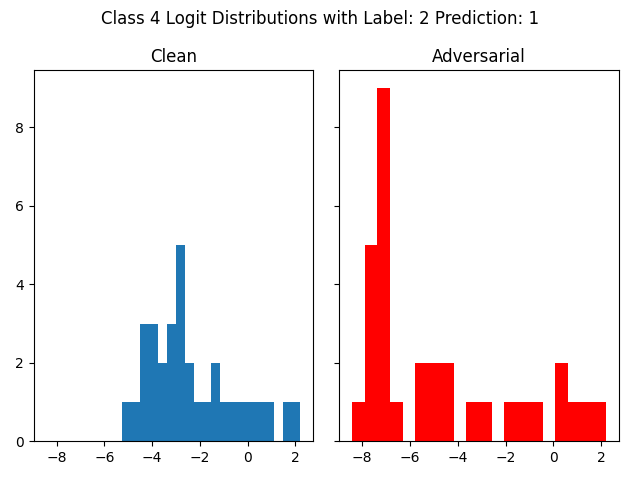 Class 4 Logit Distributions with Label: 2 Prediction: 1
Clean
Adversarial
8
6
4
2
0
−8 −6 −4 −2 0 2
−8 −6 −4 −2 0 2